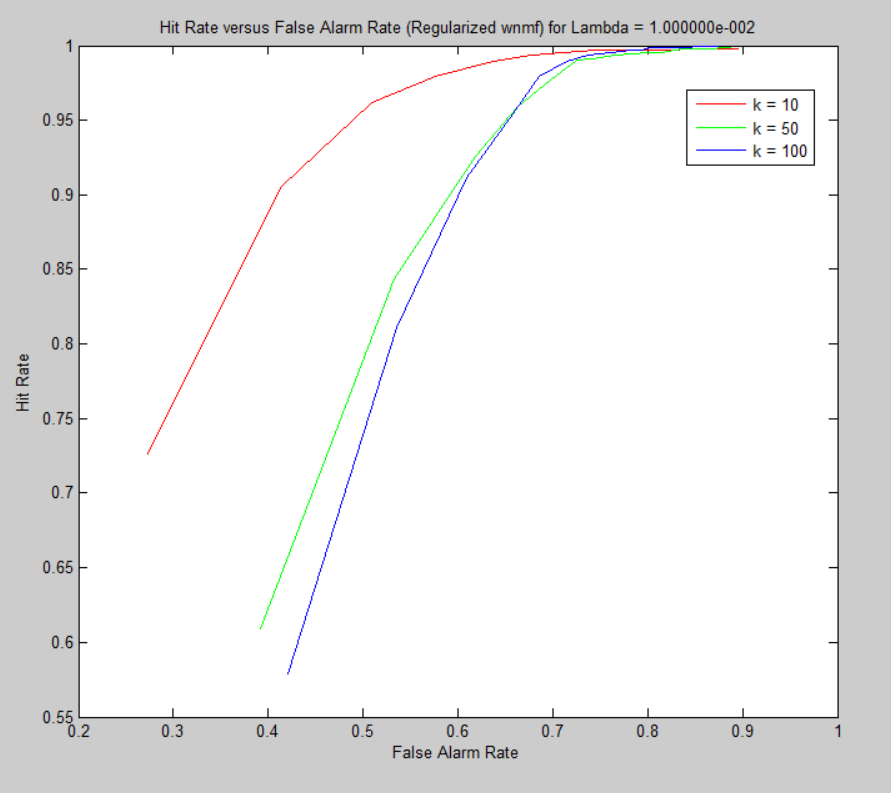 Hit Rate versus False Alarm Rate (Regularized wnmf) for Lambda = 1.000000e-002
1
0.95
0.9
0.85
0.8
0.75
0.7
0.65
0.6
0.55
Hit Rate
k = 10
k = 50
k = 100
0.2 0.3 0.4 0.5 0.6 0.7 0.8 0.9 1
False Alarm Rate